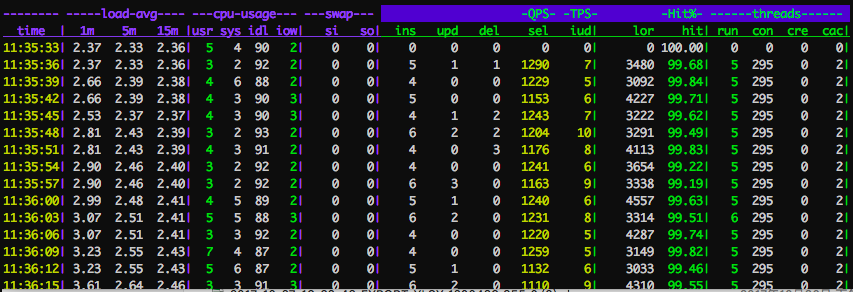 -------- -----load-avg---- ---cpu-usage--- ---swap--- -QPS- -TPS- -Hit%- ------threads------
time | 1m 5m 15m|usr sys idl iow| si so| ins upd del sel iud| lor hit| run con cre cac|
11:35:33| 2.37 2.33 2.36| 5 4 90 2| 0 0| 0 0 0 0 0| 0 100.00| 0 0 0 0|
11:35:36| 2.37 2.33 2.36| 3 2 92 2| 0 0| 5 1 1 1290 7| 3480 99.68| 5 295 0 2|
11:35:39| 2.66 2.39 2.38| 4 3 90 2| 0 0| 4 0 0 1229 5| 3092 99.84| 5 295 0 2|
11:35:42| 2.66 2.39 2.38| 4 3 90 3| 0 0| 5 0 0 1153 6| 4227 99.71| 5 295 0 2|
11:35:45| 2.53 2.37 2.37| 4 3 90 3| 0 0| 4 1 2 1243 7| 3222 99.62| 5 295 0 2|
11:35:48| 2.81 2.43 2.39| 3 2 93 2| 0 0| 6 2 2 1204 10| 3291 99.49| 5 295 0 2|
11:35:51| 2.81 2.43 2.39| 4 3 91 2| 0 0| 4 0 3 1176 8| 4113 99.83| 5 295 0 2|
11:35:54| 2.90 2.46 2.40| 3 2 92 2| 0 0| 4 0 0 1241 6| 3654 99.22| 5 295 0 2|
11:35:57| 2.90 2.46 2.40| 3 2 92 2| 0 0| 6 3 0 1163 9| 3338 99.19| 5 295 0 2|
11:36:00| 2.99 2.48 2.41| 4 5 89 2| 0 0| 5 1 0 1240 6| 4557 99.63| 5 295 0 2|
11:36:03| 3.07 2.51 2.41| 5 5 88 3| 0 0| 6 2 0 1231 8| 3314 99.51| 6 295 0 2|
11:36:06| 3.07 2.51 2.41| 3 3 92 2| 0 0| 4 0 0 1220 5| 4287 99.74| 5 295 0 2|
11:36:09| 3.23 2.55 2.43| 7 4 87 2| 0 0| 4 0 0 1259 5| 3149 99.82| 5 295 0 2|
11:36:12| 3.23 2.55 2.43| 5 6 87 2| 0 0| 5 1 0 1132 6| 3033 99.46| 5 295 0 2|
11:36:15| 3.61 2.64 2.46| 3 3 91 3| 0 0| 6 2 0 1110 9| 4310 99.55| 5 295 0 2|